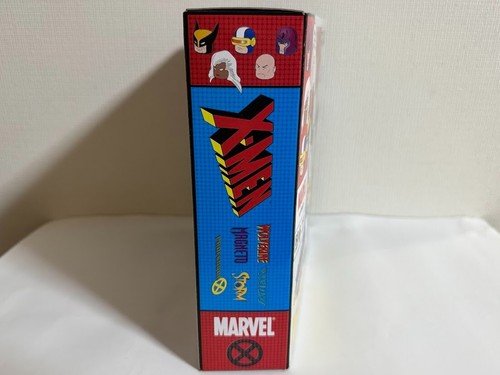 X-MEN
WOLVERINE
MAGNETO
STORM
MARVEL